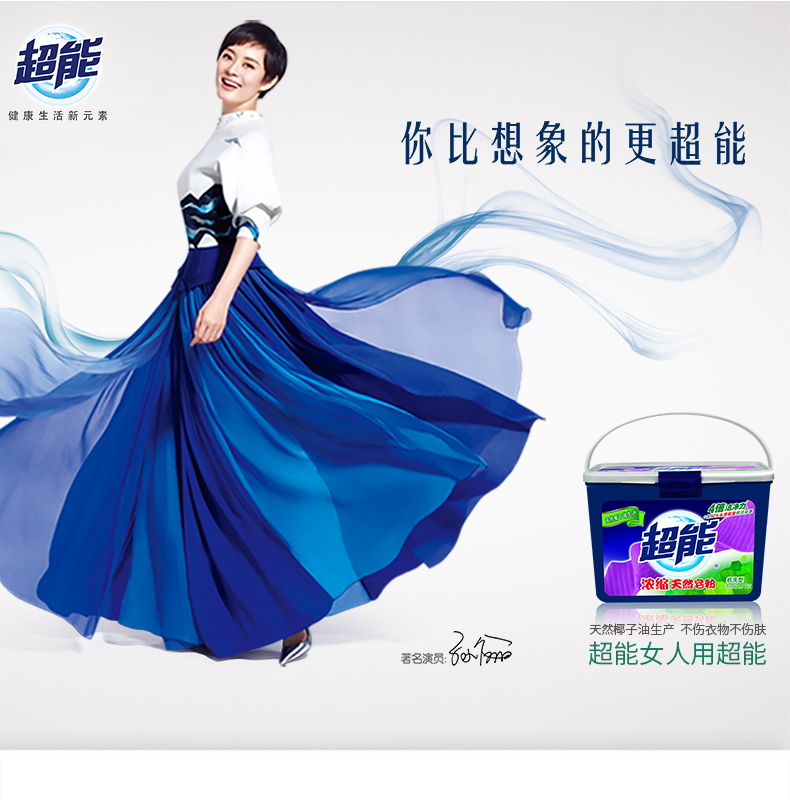 超能
健康生活新元素
你比想象的更超能
4倍洁净力
超能
浓缩天然皂粉
天然椰子油生产 不伤衣物不伤肤
超能女人用超能
著名演员: